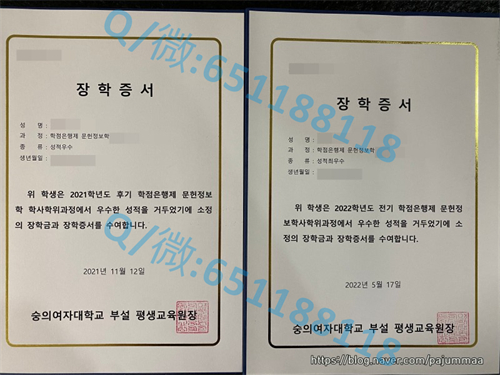 장학증서
성 명 :
과 정 : 학점은행제 문헌정보학
종 류 : 성적우수
생년월일 :
위 학생은 2021학년도 후기 학점은행제 문헌정보
학 학사학위과정에서 우수한 성적을 거두었기에 소정
의 장학금과 장학증서를 수여합니다.
2021년 11월 12일
숭의여자대학교 부설 평생교육원장
장학증서
성 명 :
과 정 : 학점은행제 문헌정보학
종 류 : 성적최우수
생년월일 :
위 학생은 2022학년도 전기 학점은행제 문헌정
보학사학위과정에서 우수한 성적을 거두었기에 소
정의 장학금과 장학증서를 수여합니다.
2022년 5월 17일
숭의여자대학교 부설 평생교육원장
Q/微:651188118
Q/微:651188118
https://blog.naver.com/pajummaa